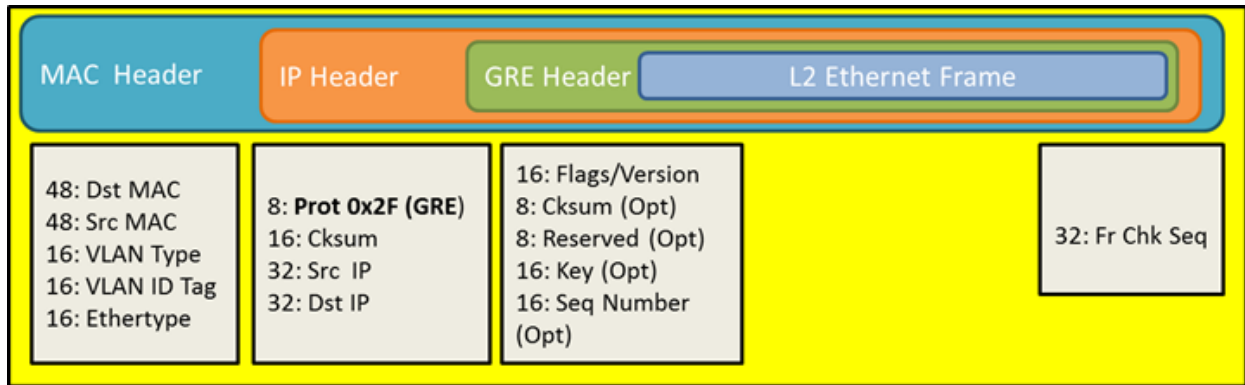 MAC Header
IP Header
GRE Header
L2 Ethernet Frame
48: Dst MAC
48: Src MAC
16: VLAN Type
16: VLAN ID Tag
16: Ethertype
8: Prot 0x2F (GRE)
16: Cksum
32: Src IP
32: Dst IP
16: Flags/Version
8: Cksum (Opt)
8: Reserved (Opt)
16: Key (Opt)
16: Seq Number
(Opt)
32: Fr Chk Seq